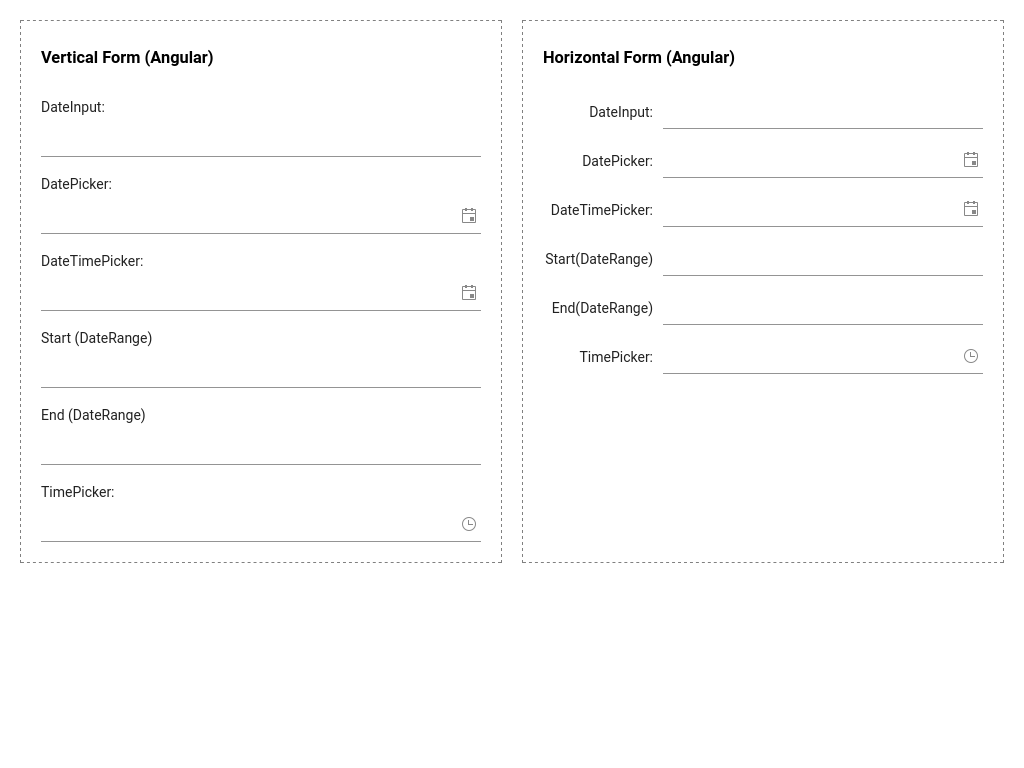 Vertical Form (Angular)
DateInput:
DatePicker:
DateTimePicker:
Start (DateRange)
End (DateRange)
TimePicker:
Horizontal Form (Angular)
DateInput:
DatePicker:
DateTimePicker:
Start(DateRange)
End(DateRange)
TimePicker: